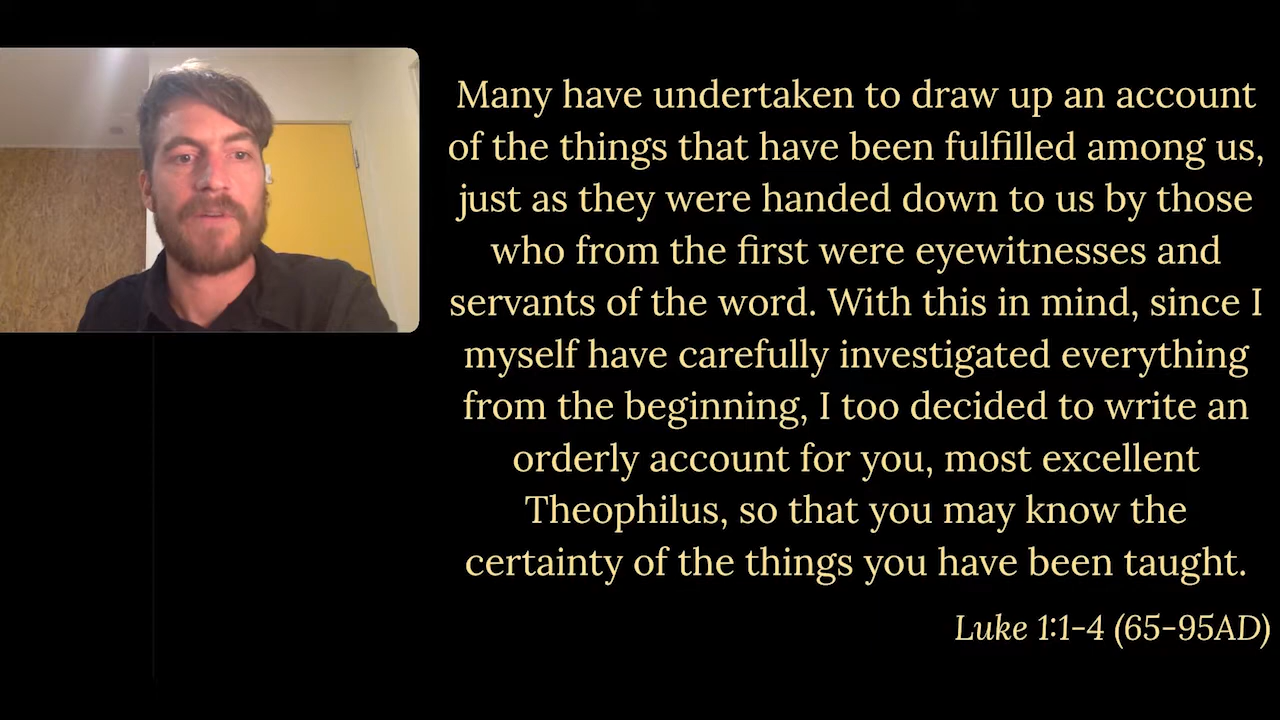 Many have undertaken to draw up an account
of the things that have been fulfilled among us,
just as they were handed down to us by those
who from the first were eyewitnesses and
servants of the word. With this in mind, since I
myself have carefully investigated everything
from the beginning, I too decided to write an
orderly account for you, most excellent
Theophilus, so that you may know the
certainty of the things you have been taught.
Luke 1:1-4 (65-95AD)